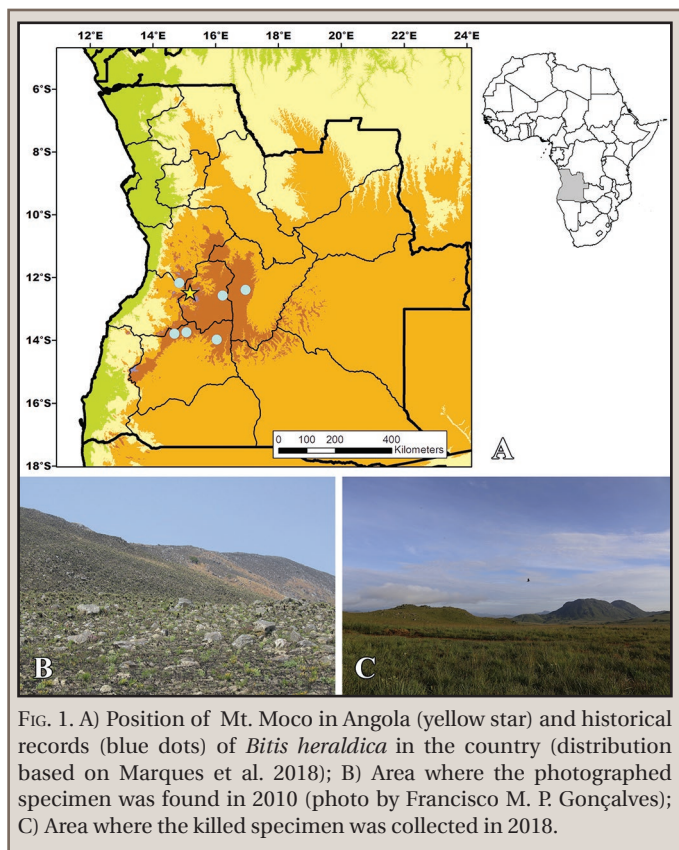 12°E 14°E 16°E 18°E 20°E 22°E 24°E
6°S
8°S
10°S
12°S
14°S
16°S
18°S
0 100 200 400
Kilometers
A
B
C
FIG. 1. A) Position of Mt. Moco in Angola (yellow star) and historical
records (blue dots) of Bitis heraldica in the country (distribution
based on Marques et al. 2018); B) Area where the photographed
specimen was found in 2010 (photo by Francisco M. P. Gonçalves);
C) Area where the killed specimen was collected in 2018.